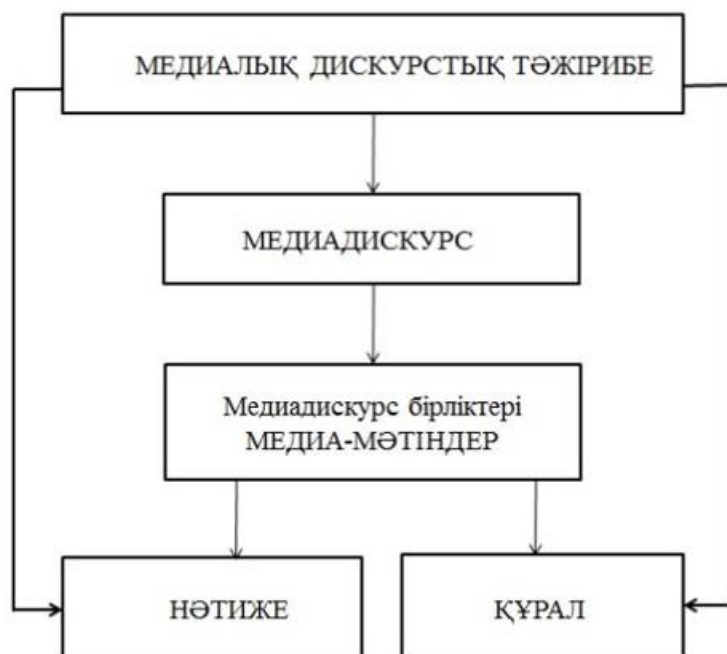 МЕДИАЛЫҚ ДИСКУРСТЫҚ ТӘЖІРИБЕ
МЕДИАДИСКУРС
Медиадискурс бірліктері
МЕДИА-МӘТІНДЕР
НӘТИЖЕ
ҚҰРАЛ